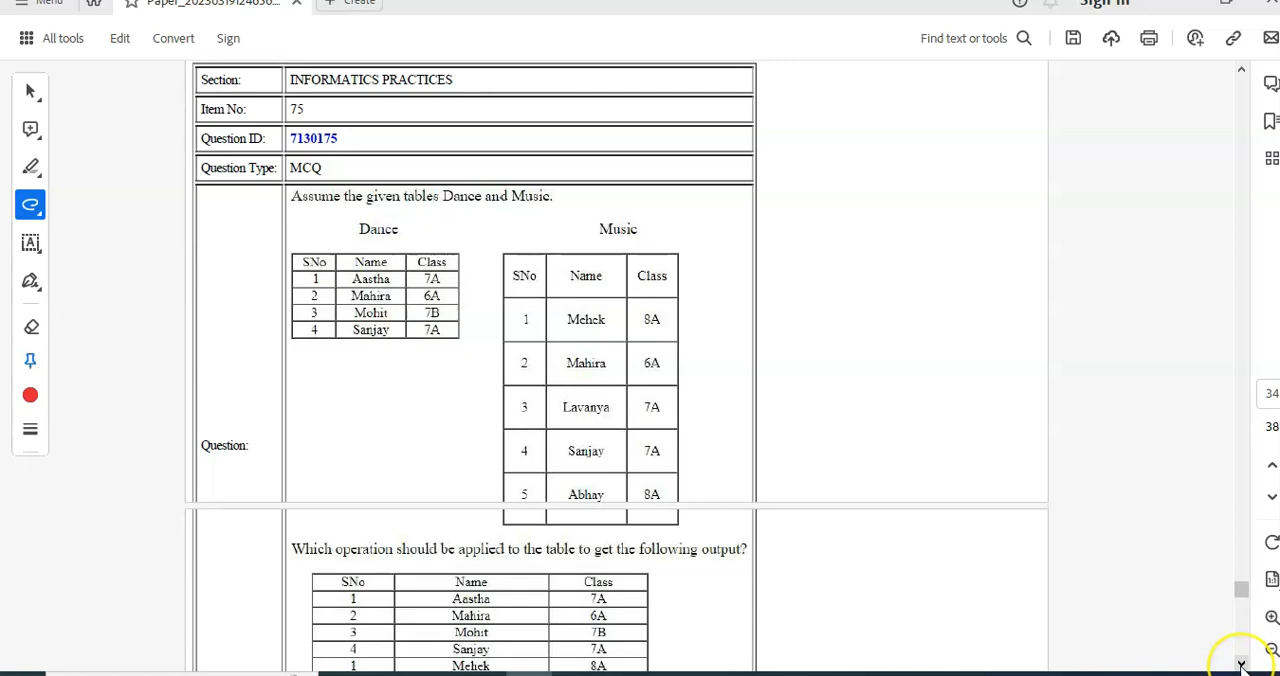 Menu
Paper_20230319124656...
Create
Sign in
All tools
Edit
Convert
Sign
Find text or tools
Section:
INFORMATICS PRACTICES
Item No:
75
Question ID:
7130175
Question Type:
MCQ
Question:
Assume the given tables Dance and Music.
Dance
SNo Name Class
1 Aastha 7A
2 Mahira 6A
3 Mohit 7B
4 Sanjay 7A
Music
SNo Name Class
1 Mehek 8A
2 Mahira 6A
3 Lavanya 7A
4 Sanjay 7A
5 Abhay 8A
Which operation should be applied to the table to get the following output?
SNo Name Class
1 Aastha 7A
2 Mahira 6A
3 Mohit 7B
4 Sanjay 7A
1 Mehek 8A
34
38